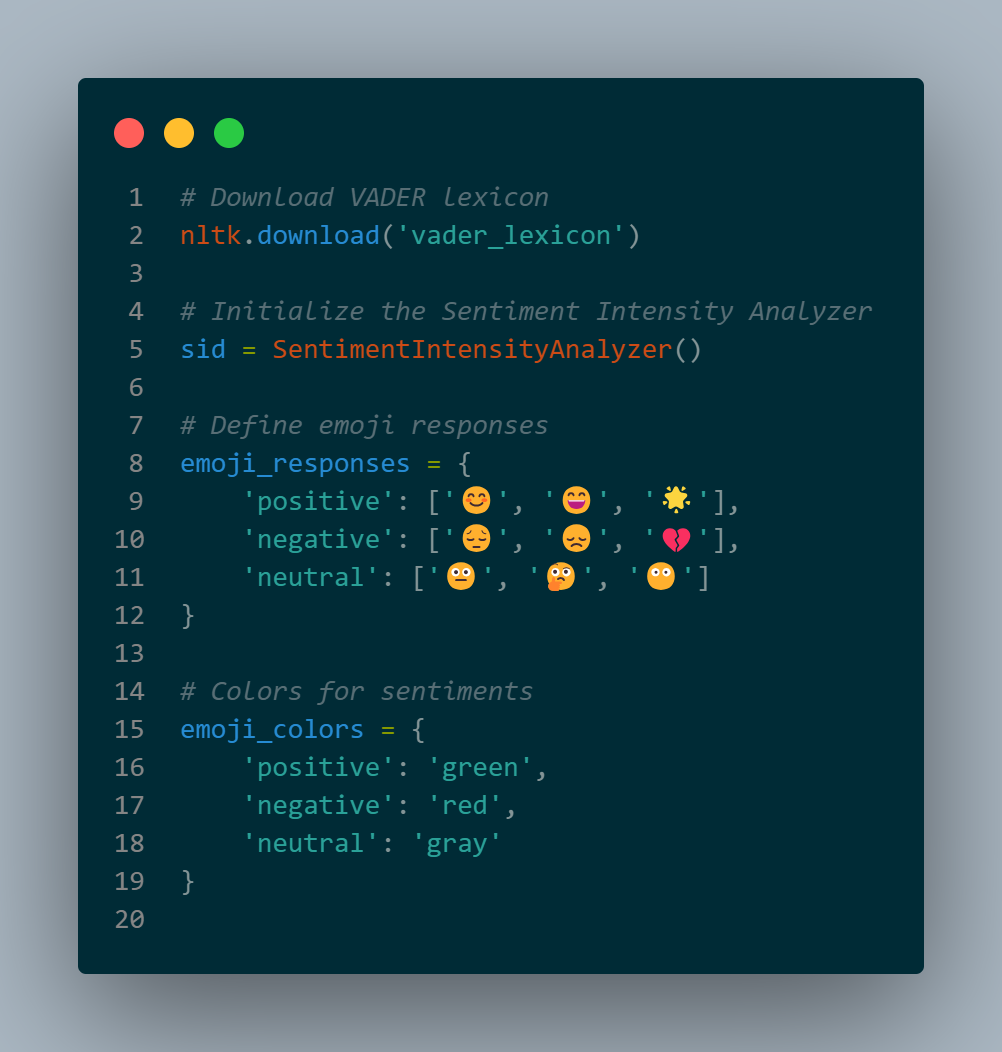 1 # Download VADER lexicon
2 nltk.download('vader_lexicon')
3
4 # Initialize the Sentiment Intensity Analyzer
5 sid = SentimentIntensityAnalyzer()
6
7 # Define emoji responses
8 emoji_responses = {
9     'positive': ['😊', '😄', '🌟'],
10     'negative': ['😔', '😞', '💔'],
11     'neutral': ['😐', '🤔', '😶']
12 }
13
14 # Colors for sentiments
15 emoji_colors = {
16     'positive': 'green',
17     'negative': 'red',
18     'neutral': 'gray'
19 }
20